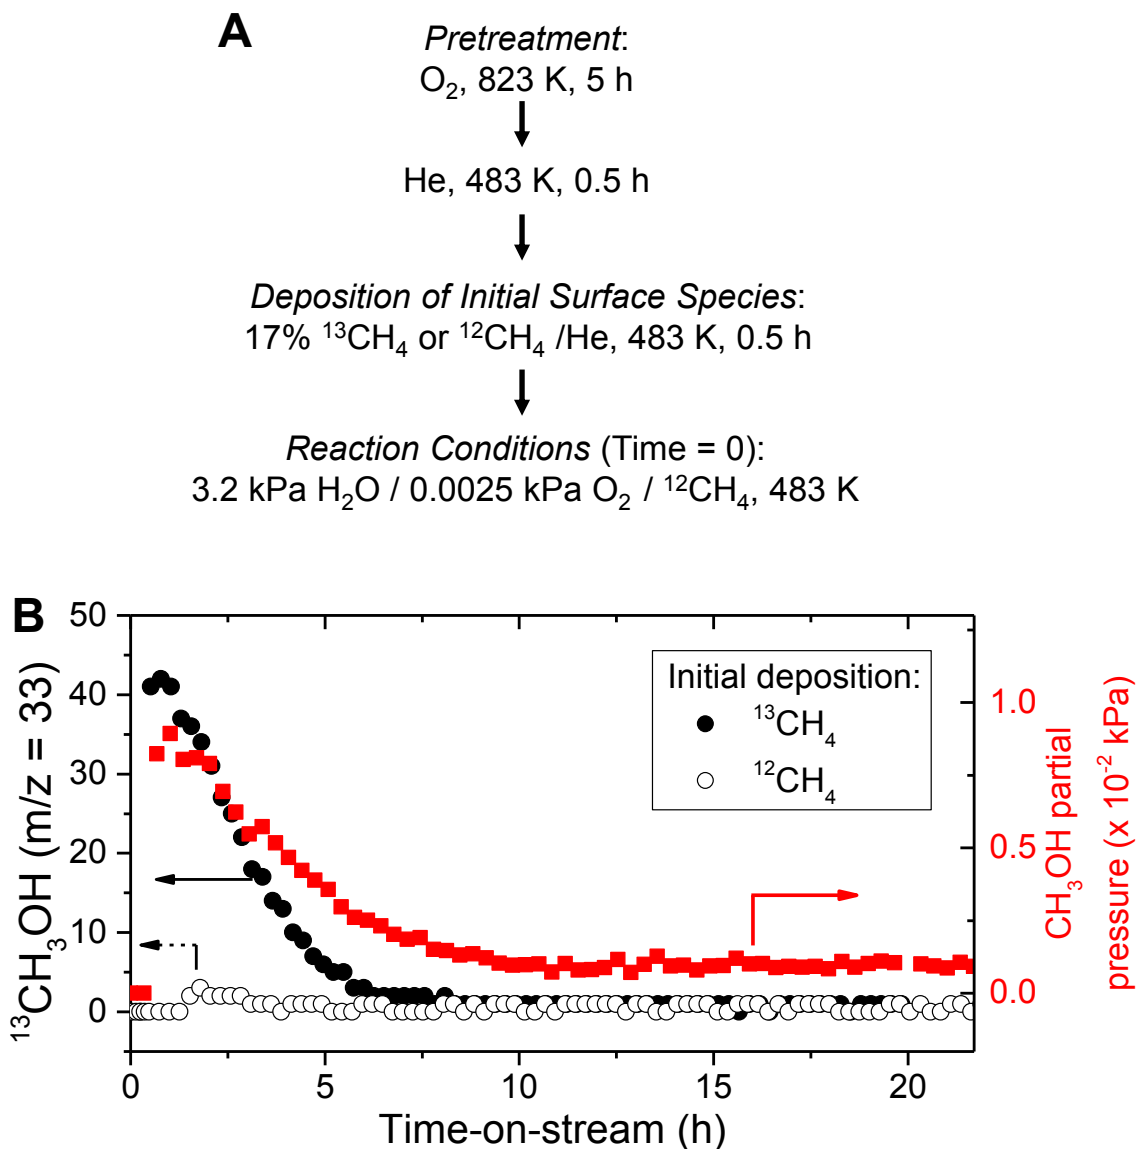 A
Pretreatment:
O₂, 823 K, 5 h
He, 483 K, 0.5 h
Deposition of Initial Surface Species:
17% ¹³CH₄ or ¹²CH₄ /He, 483 K, 0.5 h
Reaction Conditions (Time = 0):
3.2 kPa H₂O / 0.0025 kPa O₂ / ¹²CH₄, 483 K
B
¹³CH₃OH (m/z = 33)
50
40
30
20
10
0
Initial deposition:
¹³CH₄
¹²CH₄
1.0
0.5
0.0
CH₃OH partial
pressure (x 10⁻² kPa)
0
5
10
15
20
Time-on-stream (h)